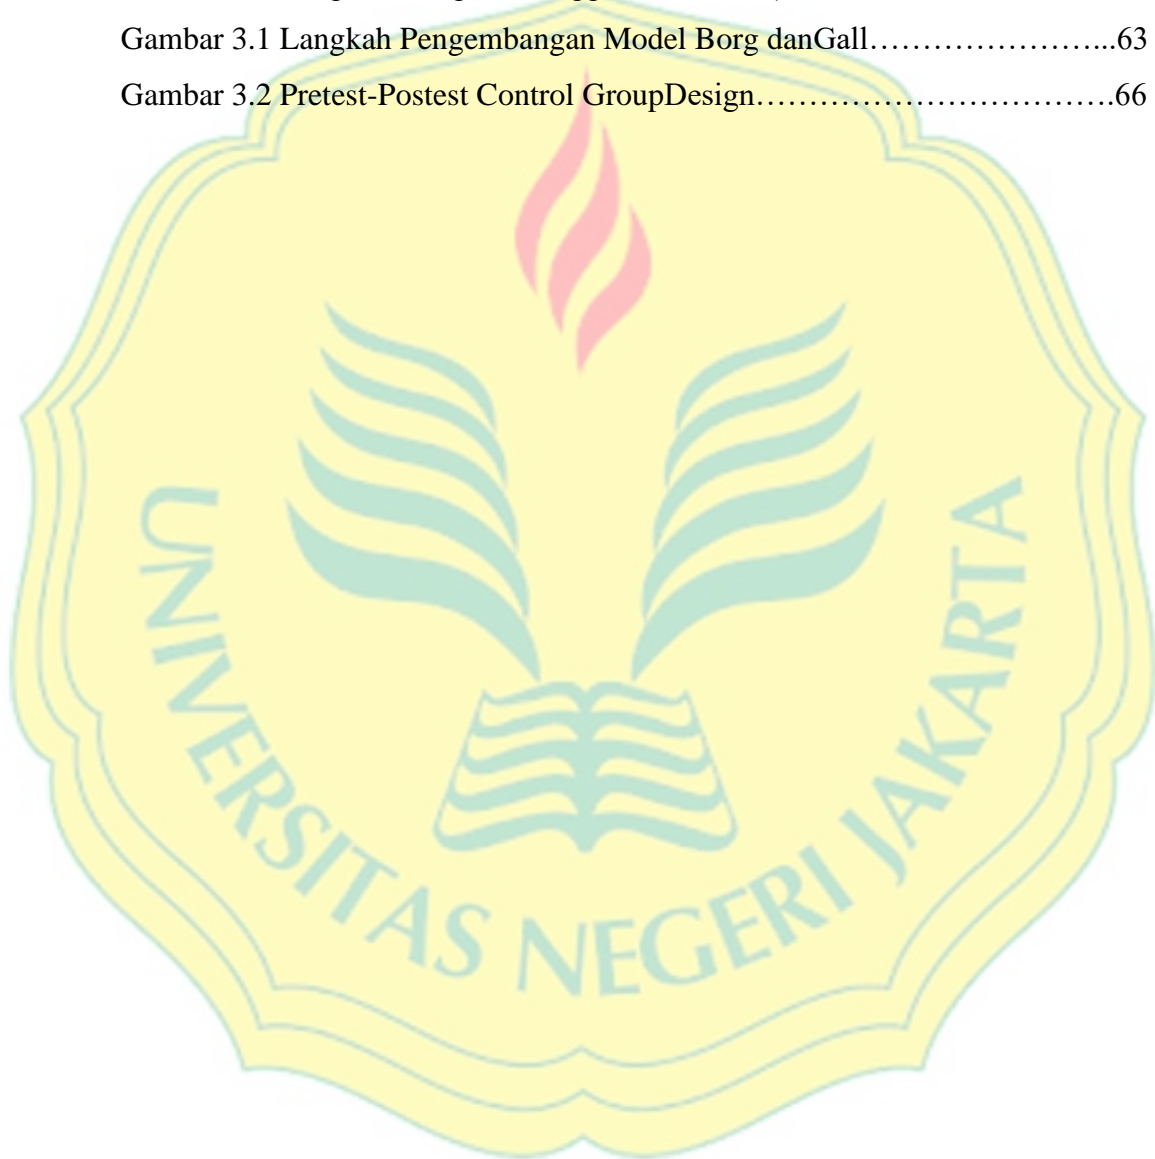 Gambar 3.1 Langkah Pengembangan Model Borg danGall…………………..63
Gambar 3.2 Pretest-Postest Control GroupDesign…………………………….66
UNIVERSITAS NEGERI JAKARTA